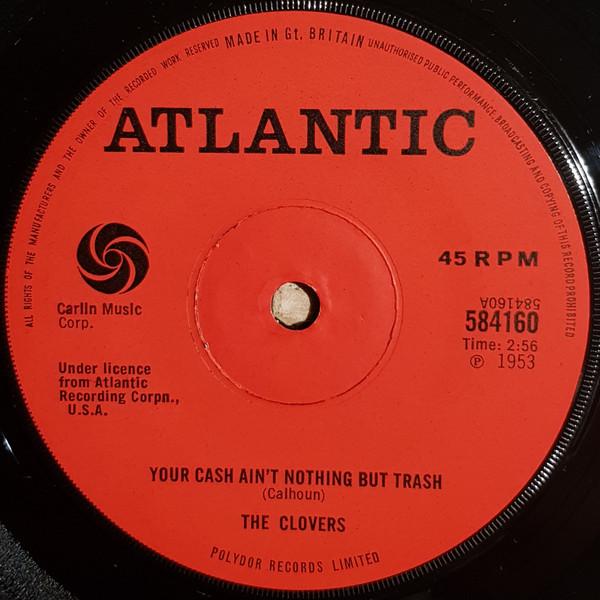 ALL RIGHTS OF THE MANUFACTURERS AND THE OWNER OF THE RECORDED WORK RESERVED MADE IN Gt. BRITAIN UNAUTHORISED PUBLIC PERFORMANCE, BROADCASTING AND COPYING OF THIS RECORD PROHIBITED
ATLANTIC
45 RPM
Carlin Music
Corp.
584160A
584160
Time: 2:56
℗ 1953
Under licence
from Atlantic
Recording Corpn.,
U.S.A.
YOUR CASH AIN'T NOTHING BUT TRASH
(Calhoun)
THE CLOVERS
POLYDOR RECORDS LIMITED